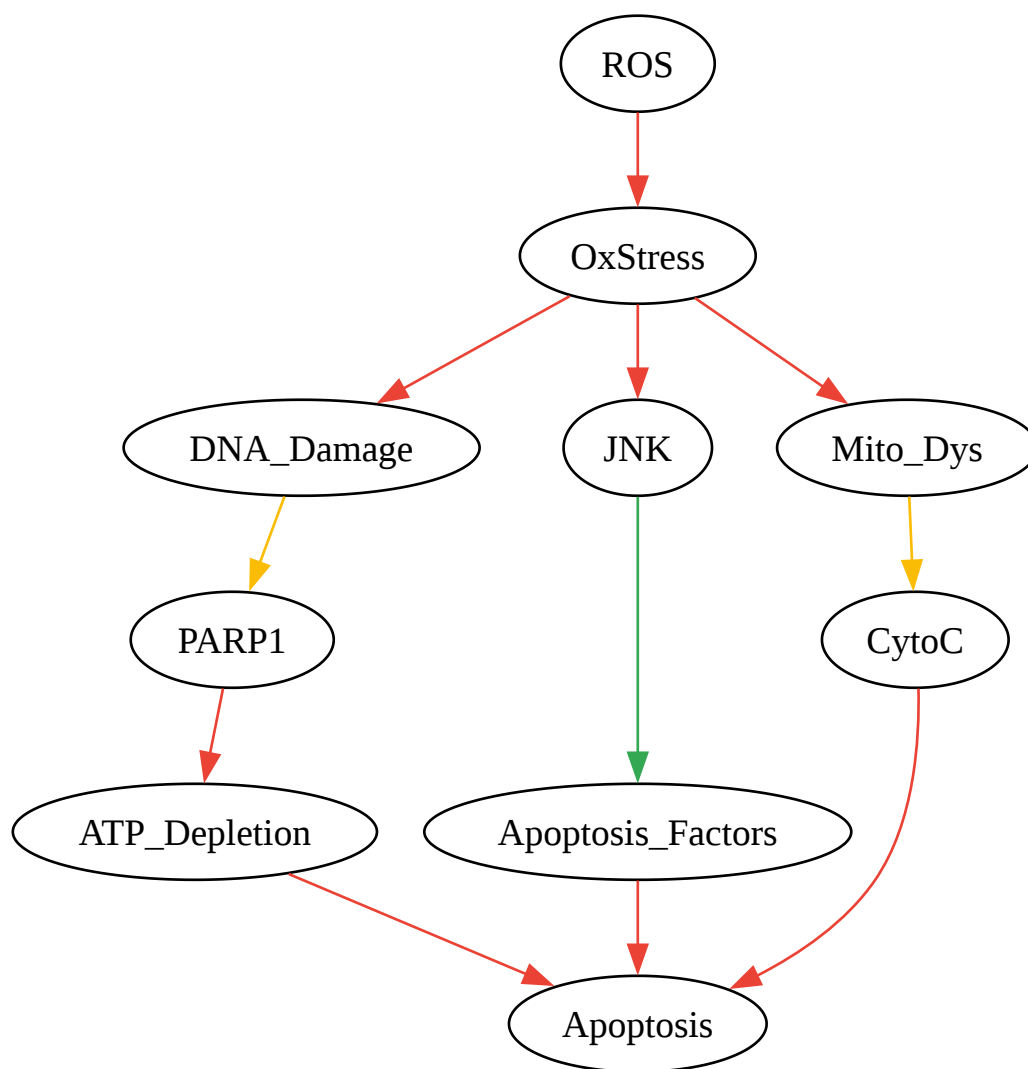 ROS
OxStress
DNA_Damage
JNK
Mito_Dys
PARP1
CytoC
ATP_Depletion
Apoptosis_Factors
Apoptosis